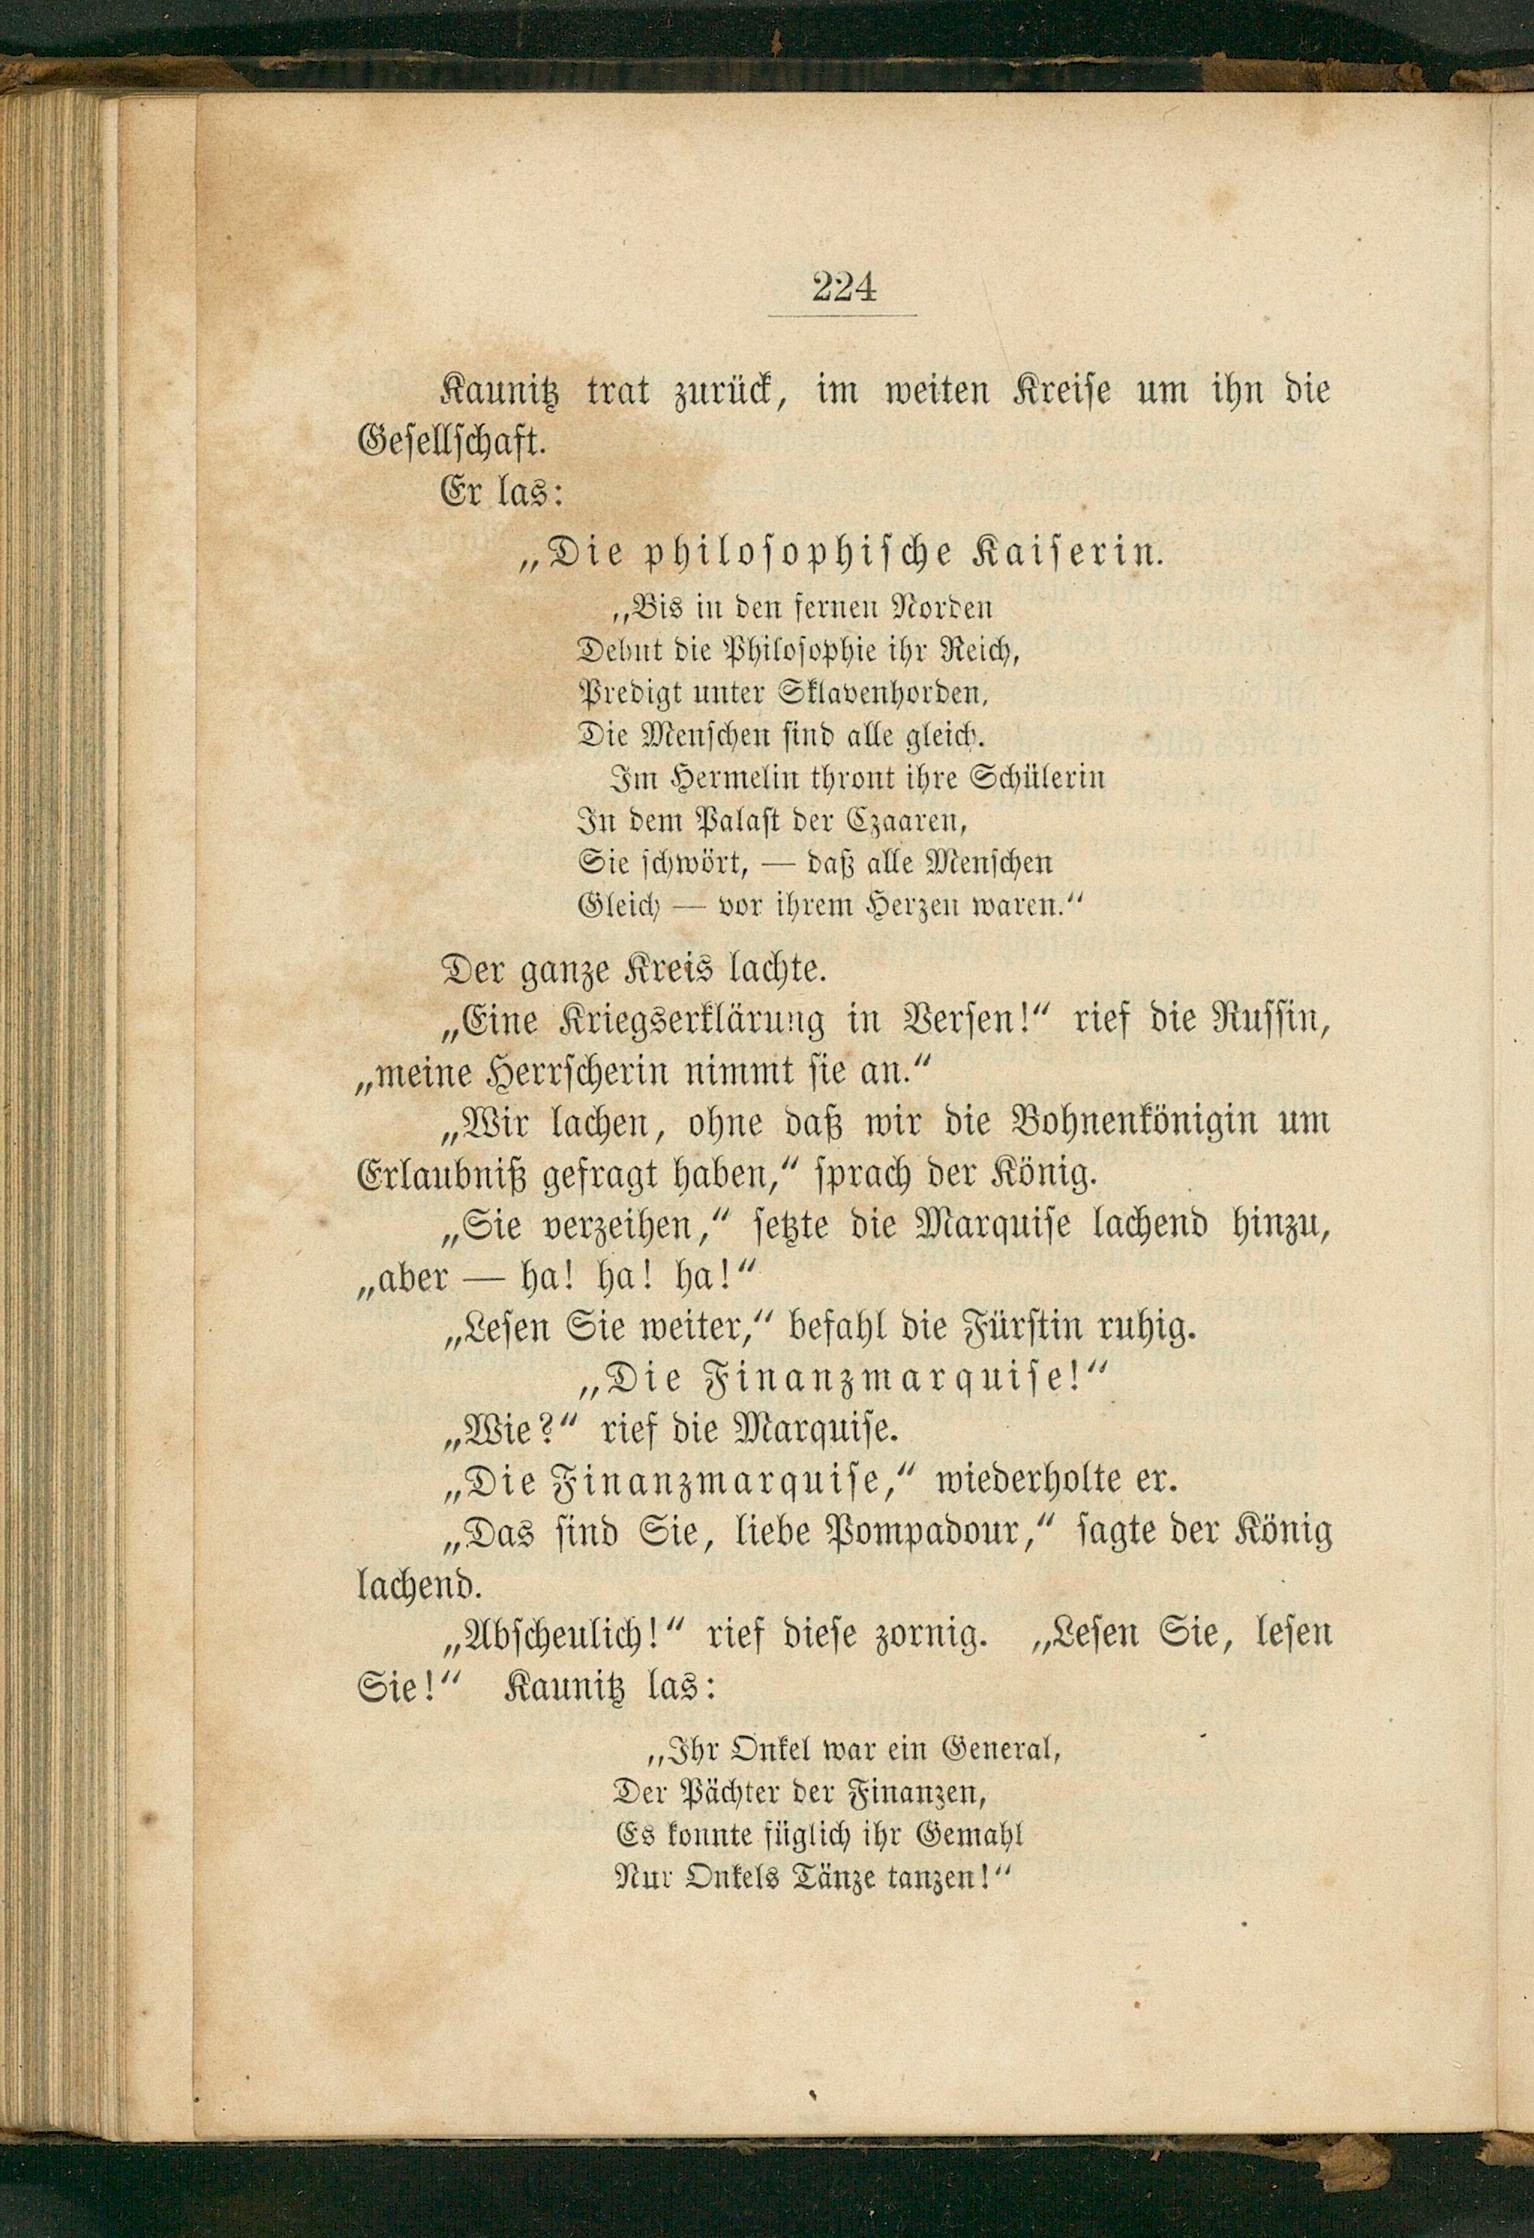 224
Kaunitz trat zurück, im weiten Kreise um ihn die
Gesellschaft.
Er las:
„Die philosophische Kaiserin.
„Bis in den fernen Norden
Dehnt die Philosophie ihr Reich,
Predigt unter Sklavenhorden,
Die Menschen sind alle gleich.
Im Hermelin thront ihre Schülerin
In dem Palast der Czaaren,
Sie schwört, — daß alle Menschen
Gleich — vor ihrem Herzen waren.“
Der ganze Kreis lachte.
„Eine Kriegserklärung in Versen!“ rief die Russin,
„meine Herrscherin nimmt sie an.“
„Wir lachen, ohne daß wir die Bohnenkönigin um
Erlaubniß gefragt haben,“ sprach der König.
„Sie verzeihen,“ setzte die Marquise lachend hinzu,
„aber — ha! ha! ha!“
„Lesen Sie weiter,“ befahl die Fürstin ruhig.
„Die Finanzmarquise!“
„Wie?“ rief die Marquise.
„Die Finanzmarquise,“ wiederholte er.
„Das sind Sie, liebe Pompadour,“ sagte der König
lachend.
„Abscheulich!“ rief diese zornig. „Lesen Sie, lesen
Sie!“ Kaunitz las:
„Ihr Onkel war ein General,
Der Pächter der Finanzen,
Es konnte füglich ihr Gemahl
Nur Onkels Tänze tanzen!“